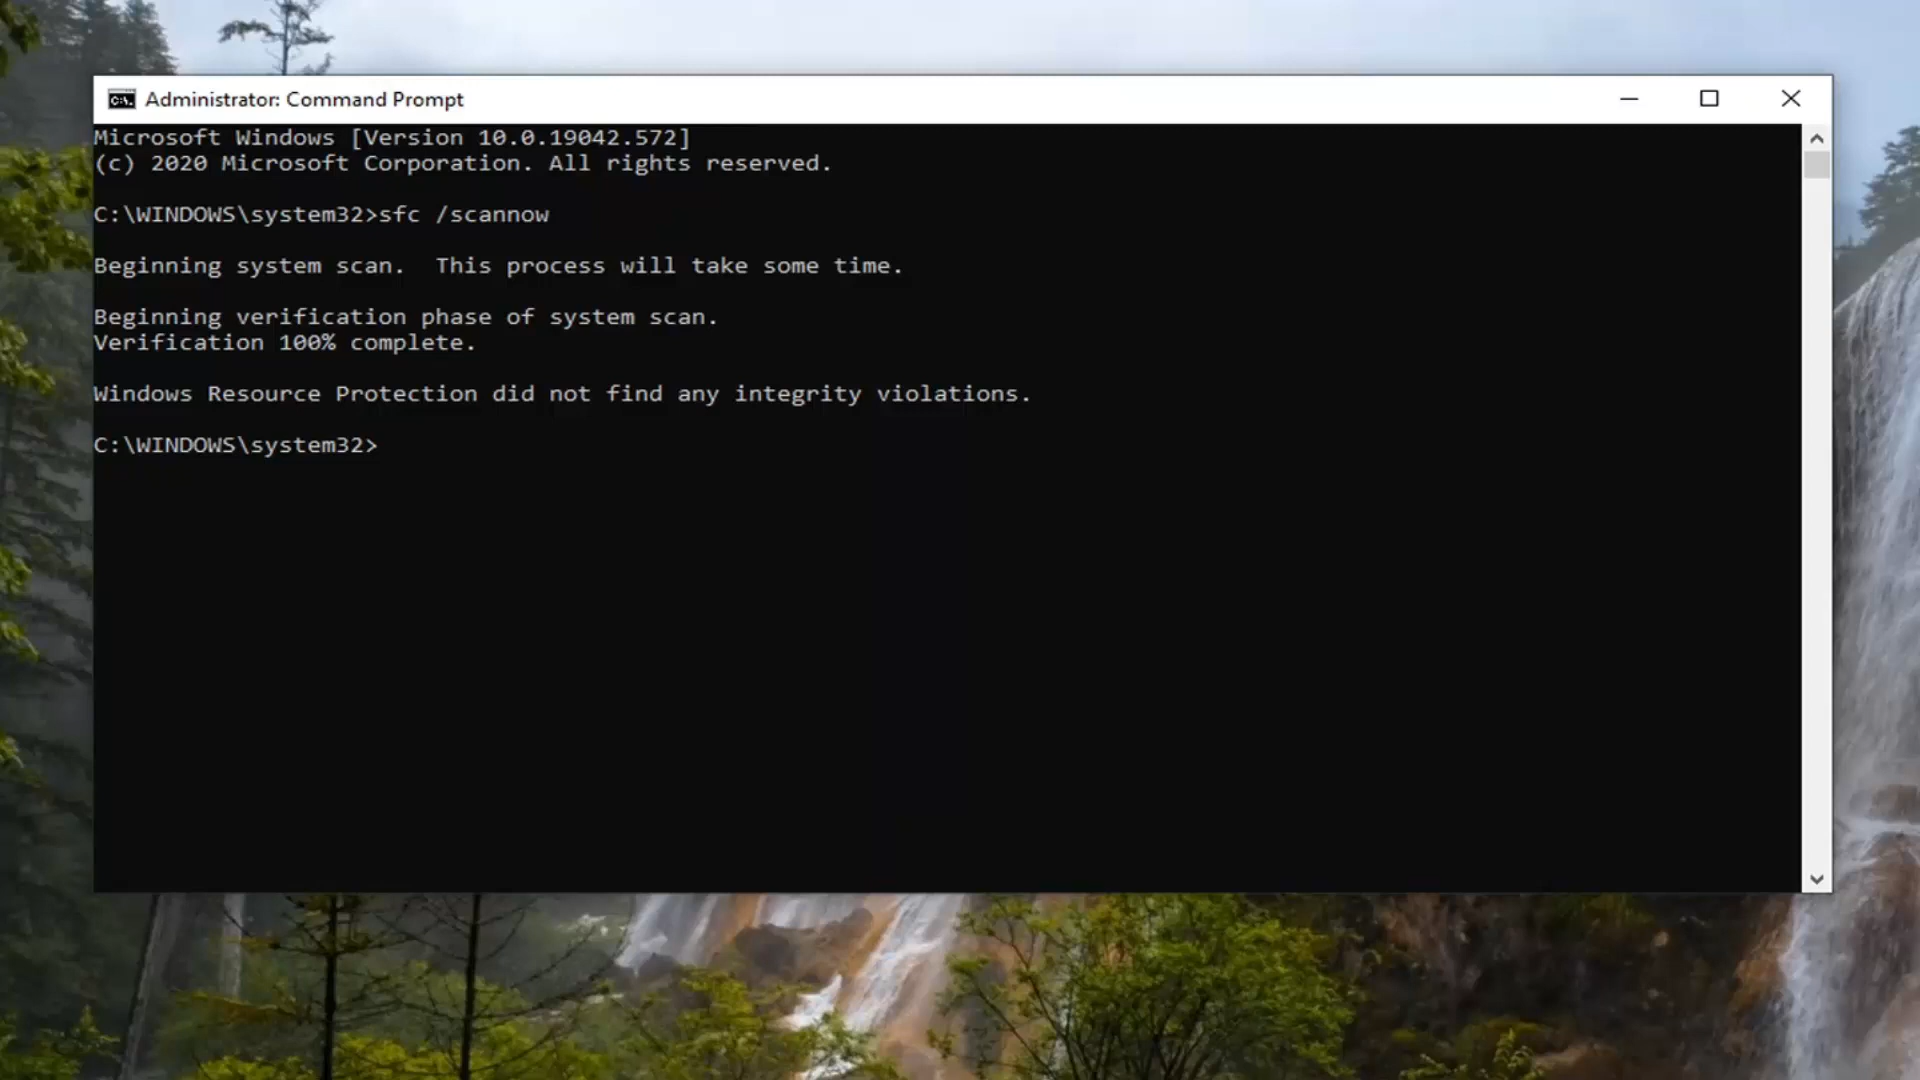 Administrator: Command Prompt
Microsoft Windows [Version 10.0.19042.572]
(c) 2020 Microsoft Corporation. All rights reserved.
C:\WINDOWS\system32>sfc /scannow
Beginning system scan.  This process will take some time.
Beginning verification phase of system scan.
Verification 100% complete.
Windows Resource Protection did not find any integrity violations.
C:\WINDOWS\system32>